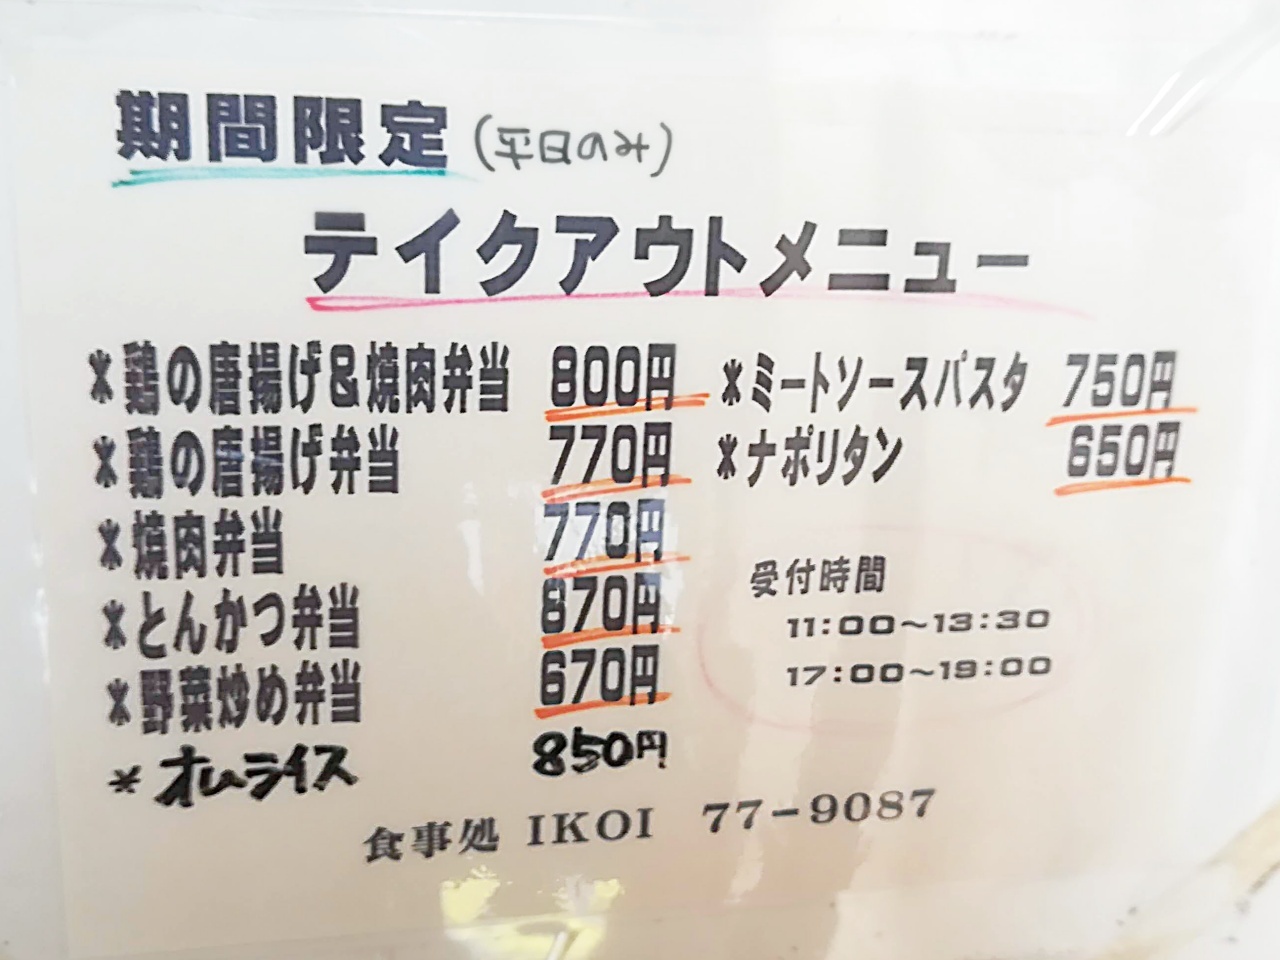 期間限定 (平日のみ)
テイクアウトメニュー
*鶏の唐揚げ&焼肉弁当 800円
*鶏の唐揚げ弁当 770円
*焼肉弁当 770円
*とんかつ弁当 870円
*野菜炒め弁当 670円
*オムライス 850円
*ミートソースパスタ 750円
*ナポリタン 650円
受付時間
11:00~13:30
17:00~19:00
食事処 IKOI 77-9087